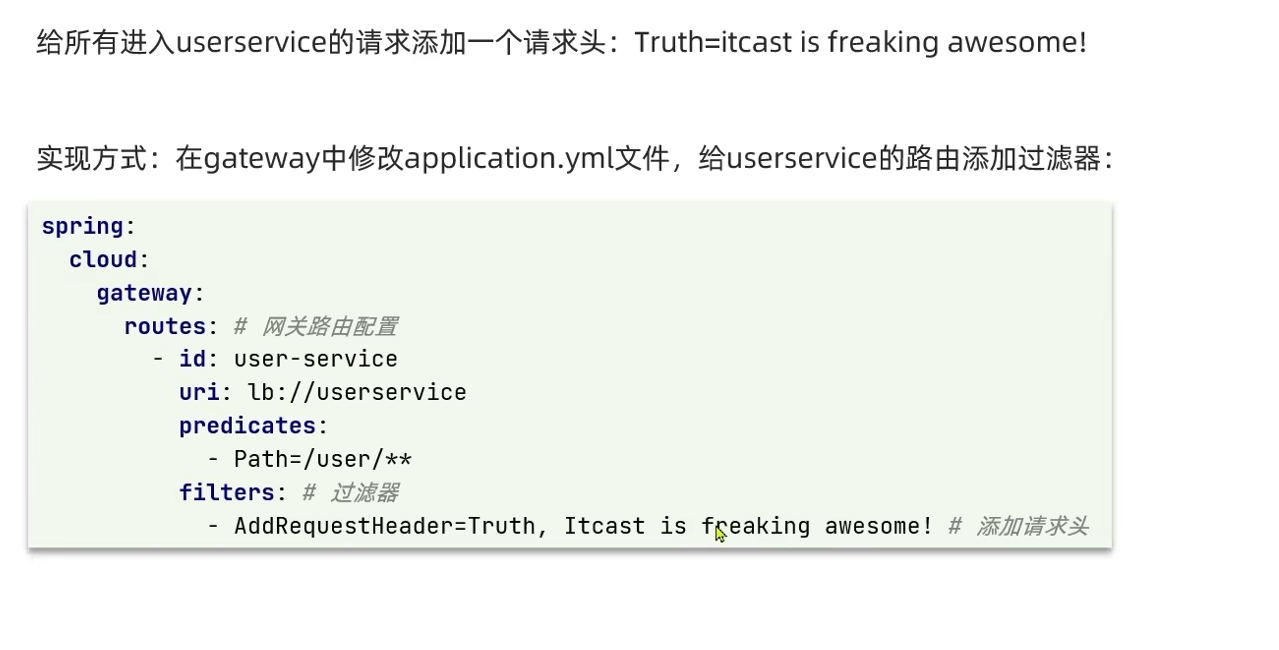 给所有进入userservice的请求添加一个请求头：Truth=itcast is freaking awesome!
实现方式：在gateway中修改application.yml文件，给userservice的路由添加过滤器：
spring:
  cloud:
    gateway:
      routes: # 网关路由配置
        - id: user-service
          uri: lb://userservice
          predicates:
            - Path=/user/**
          filters: # 过滤器
            - AddRequestHeader=Truth, Itcast is freaking awesome! # 添加请求头